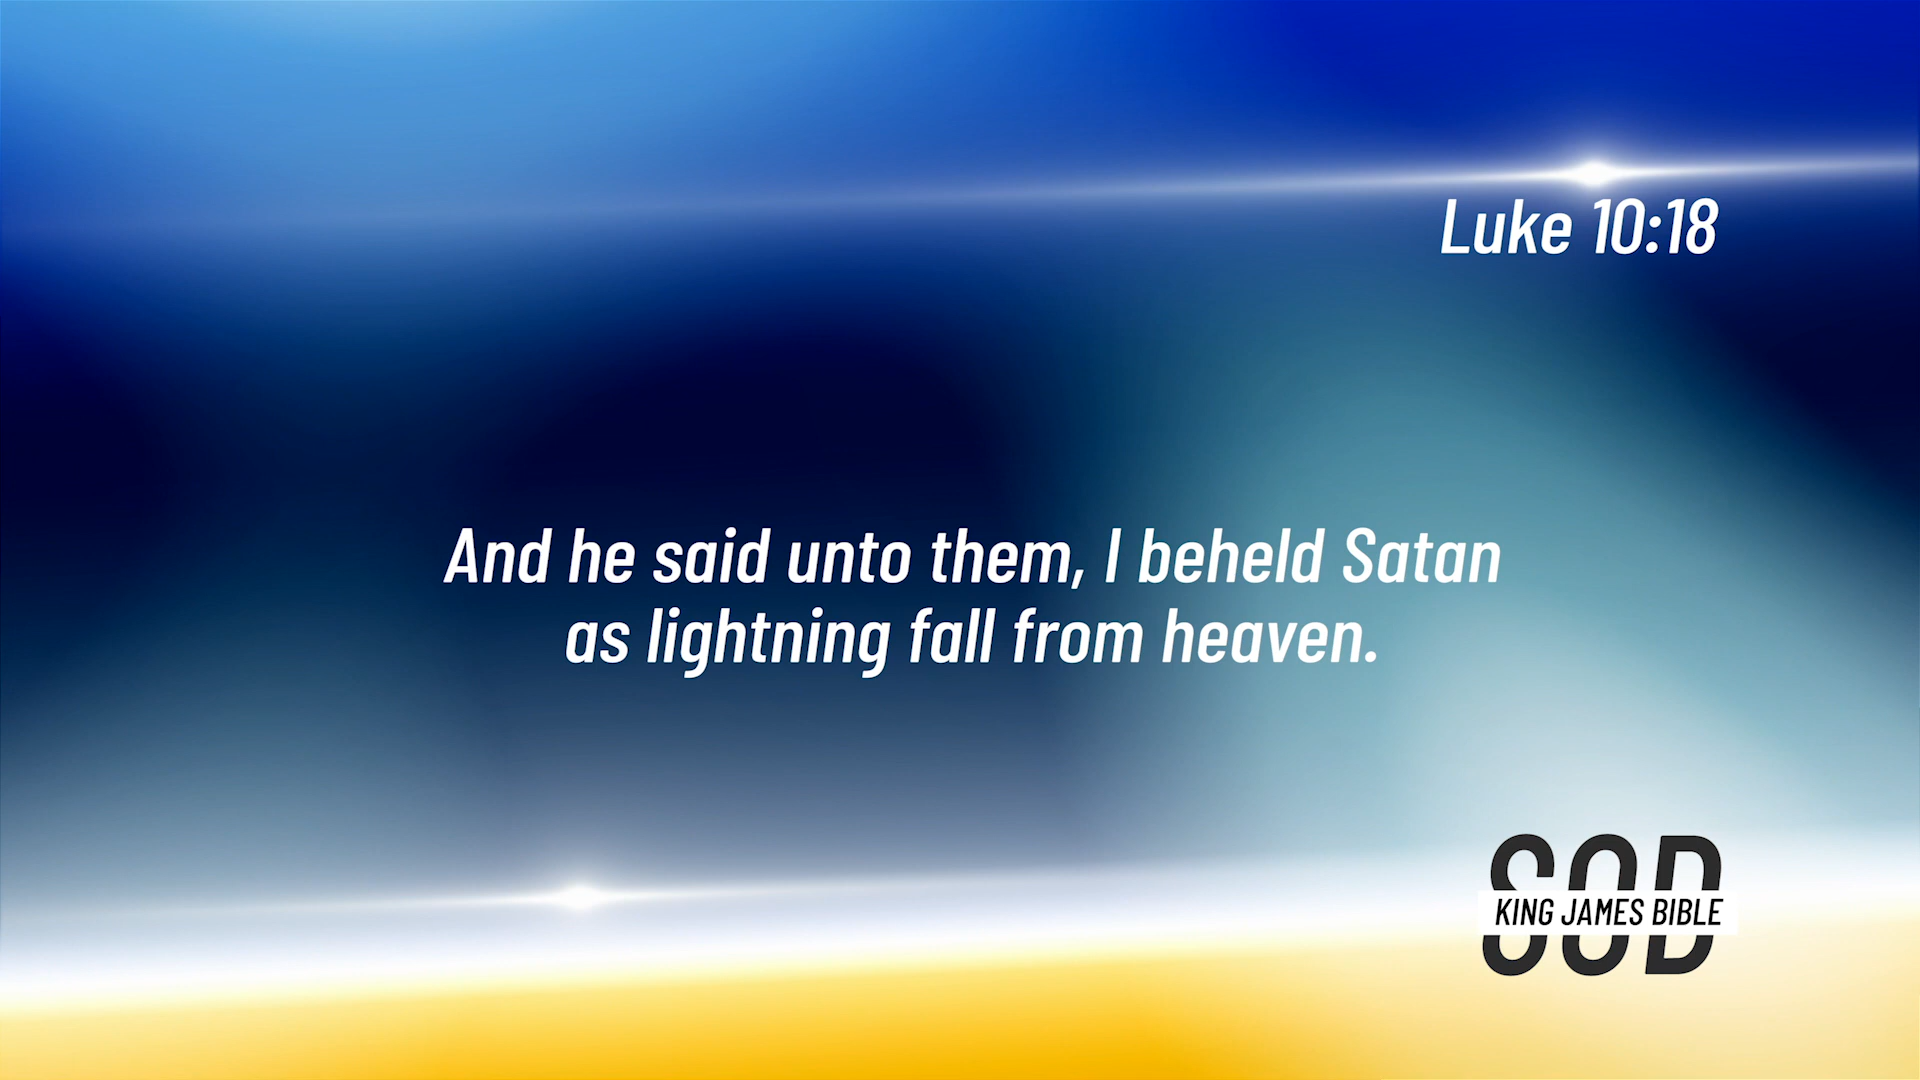 Luke 10:18
And he said unto them, I beheld Satan
as lightning fall from heaven.
SOD
KING JAMES BIBLE